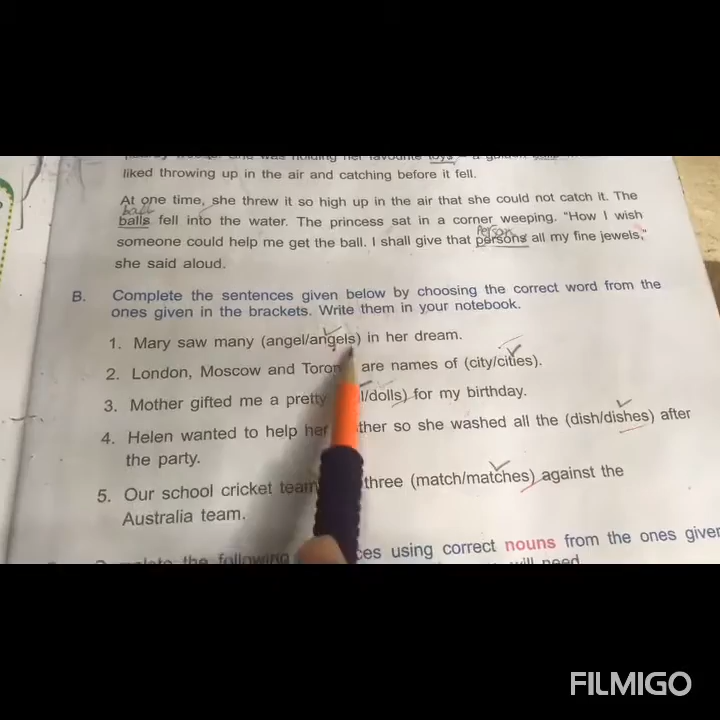 liked throwing up in the air and catching before it fell.
At one time, she threw it so high up in the air that she could not catch it. The
ball
balls fell into the water. The princess sat in a corner weeping. "How I wish
Person
someone could help me get the ball. I shall give that persons all my fine jewels,"
she said aloud.
B. Complete the sentences given below by choosing the correct word from the
ones given in the brackets. Write them in your notebook.
1. Mary saw many (angel/angels) in her dream.
2. London, Moscow and are names of (city/cities).
3. Mother gifted me a pretty /dolls) for my birthday.
4. Helen wanted to help her so she washed all the (dish/dishes) after
the party.
5. Our school cricket team three (match/matches) against the
Australia team.
the following using correct nouns from the ones given
will need
FILMIGO